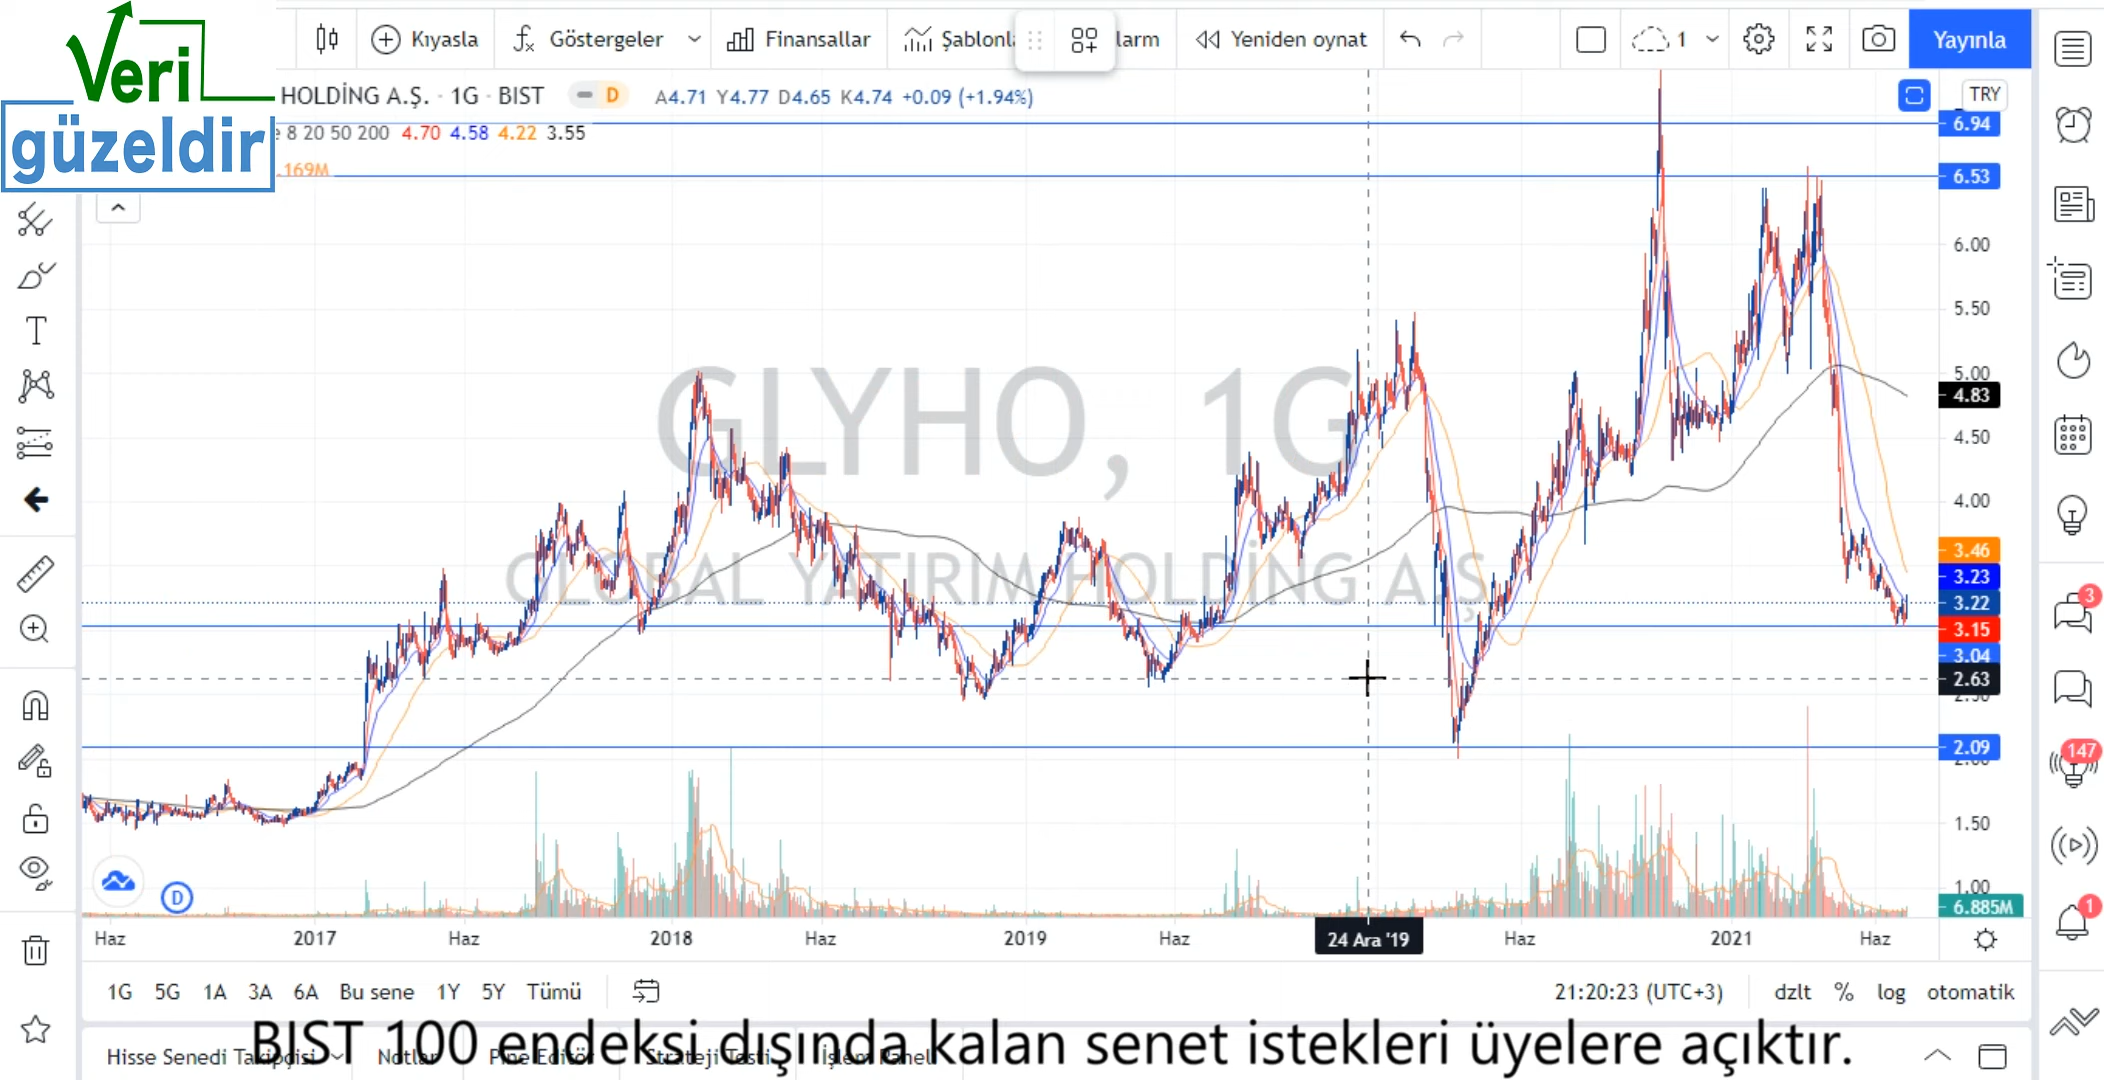 Veri
güzeldir
Kıyasla
Göstergeler
Finansallar
Şablonla
larm
Yeniden oynat
1
Yayınla
HOLDİNG A.Ş. · 1G · BIST
D
A4.71 Y4.77 D4.65 K4.74 +0.09 (+1.94%)
TRY
8 20 50 200 4.70 4.58 4.22 3.55
.169M
6.94
6.53
6.00
5.50
5.00
4.83
4.50
4.00
3.46
3.23
3.22
3.15
3.04
2.63
2.50
2.09
2.00
1.50
1.00
6.885M
GLYHO, 1G
GLOBAL YATIRIM HOLDİNG A.Ş
3
147
1
D
Haz 2017 Haz 2018 Haz 2019 Haz 24 Ara '19 Haz 2021 Haz
1G 5G 1A 3A 6A Bu sene 1Y 5Y Tümü
21:20:23 (UTC+3) dzlt % log otomatik
Hisse Senedi Takipçisi Notlar Pine Editör Strateji Testi İşlem Paneli
BIST 100 endeksi dışında kalan senet istekleri üyelere açıktır.